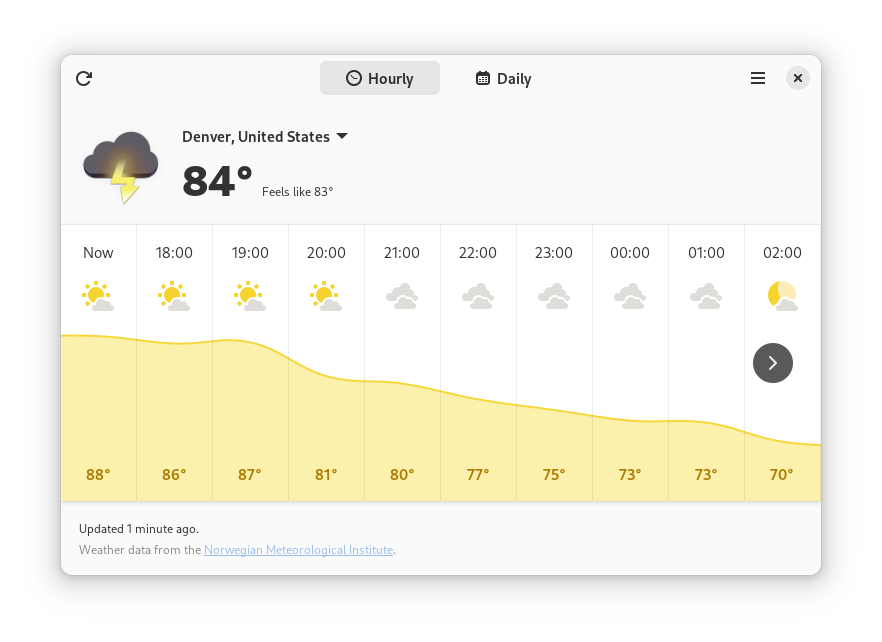 Hourly Daily
Denver, United States
84° Feels like 83°
Now 18:00 19:00 20:00 21:00 22:00 23:00 00:00 01:00 02:00
88° 86° 87° 81° 80° 77° 75° 73° 73° 70°
Updated 1 minute ago.
Weather data from the Norwegian Meteorological Institute.